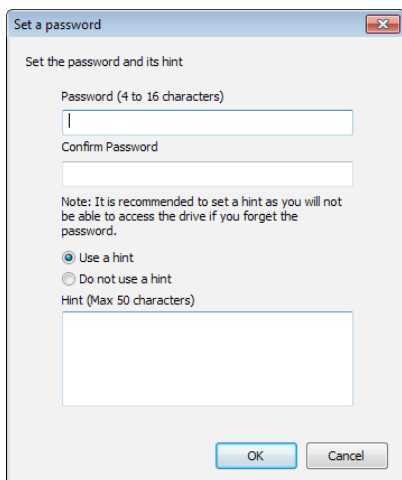 Set a password
Set the password and its hint
Password (4 to 16 characters)
Confirm Password
Note: It is recommended to set a hint as you will not
be able to access the drive if you forget the
password.
Use a hint
Do not use a hint
Hint (Max 50 characters)
OK Cancel